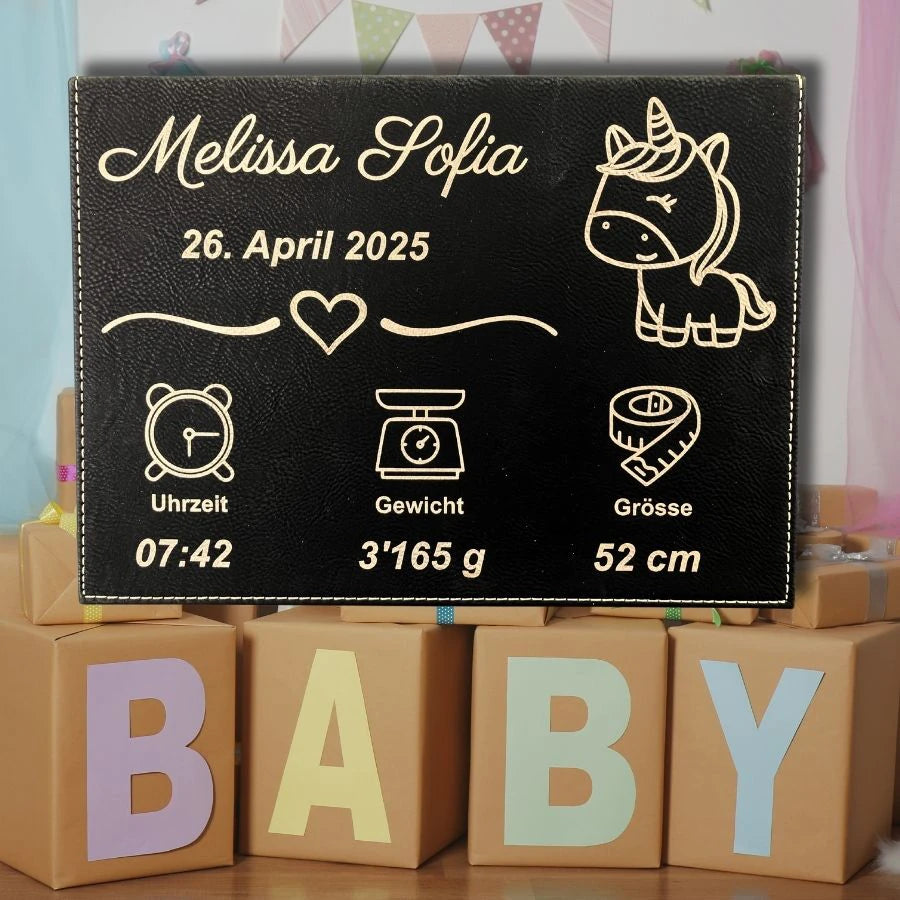 Melissa Sofia
26. April 2025
Uhrzeit Gewicht Grösse
07:42 3'165 g 52 cm
BABY